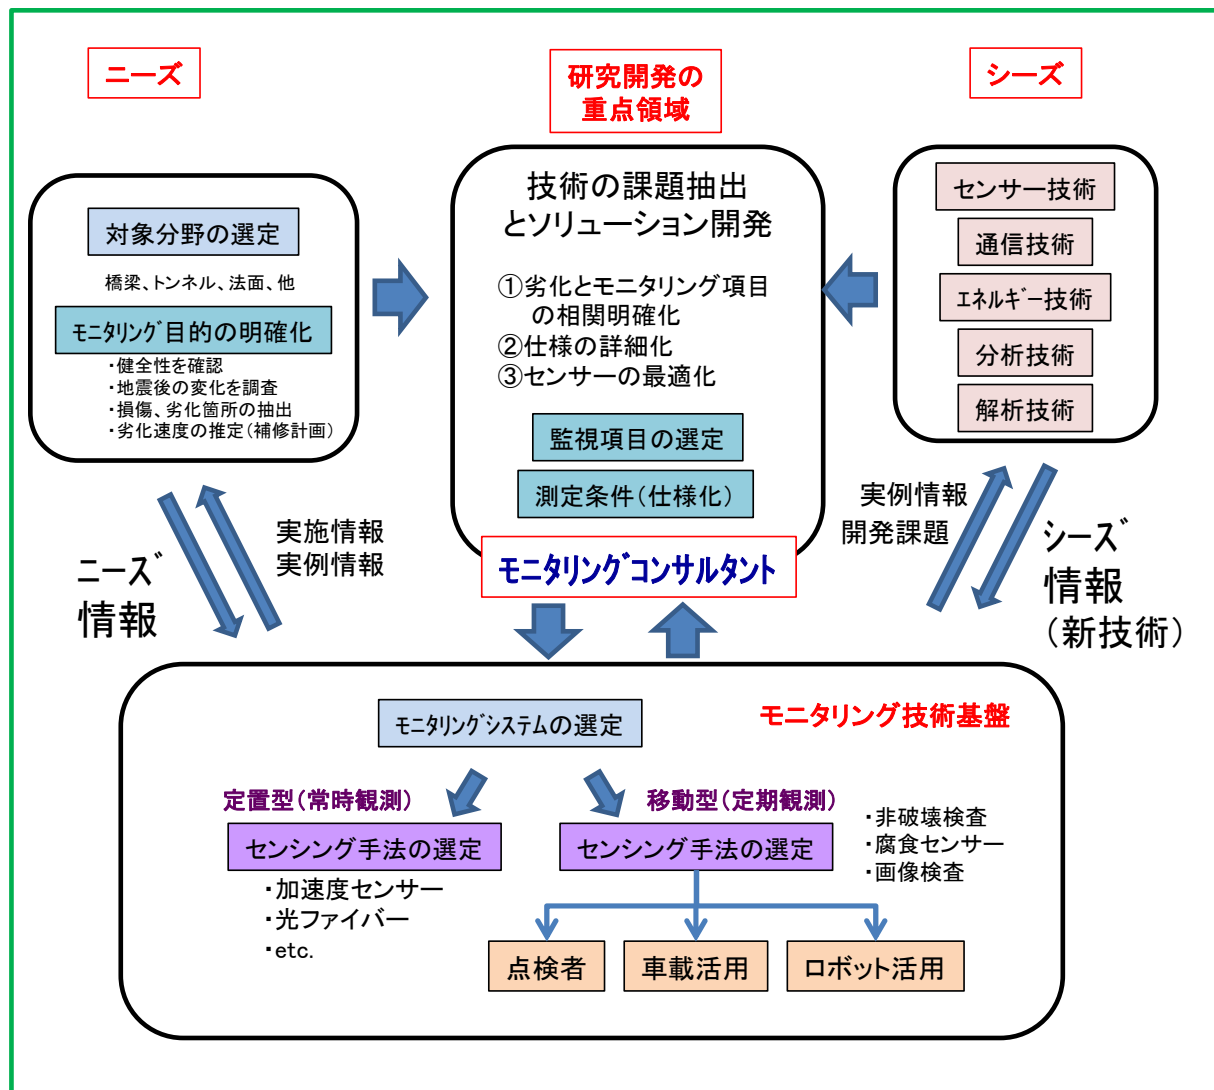 ニーズ
対象分野の選定
橋梁、トンネル、法面、他
ﾓﾆﾀﾘﾝｸﾞ目的の明確化
・健全性を確認
・地震後の変化を調査
・損傷、劣化箇所の抽出
・劣化速度の推定(補修計画)
研究開発の
重点領域
技術の課題抽出
とソリューション開発
①劣化とモニタリング項目
の相関明確化
②仕様の詳細化
③センサーの最適化
監視項目の選定
測定条件(仕様化)
ﾓﾆﾀﾘﾝｸﾞｺﾝｻﾙﾀﾝﾄ
シーズ
センサー技術
通信技術
ｴﾈﾙｷﾞｰ技術
分析技術
解析技術
ﾆｰｽﾞ
情報
実施情報
実例情報
実例情報
開発課題
ｼｰｽﾞ
情報
(新技術)
モニタリング技術基盤
ﾓﾆﾀﾘﾝｸﾞｼｽﾃﾑの選定
定置型(常時観測)
センシング手法の選定
・加速度センサー
・光ファイバー
・etc.
移動型(定期観測)
センシング手法の選定
・非破壊検査
・腐食センサー
・画像検査
点検者
車載活用
ロボット活用